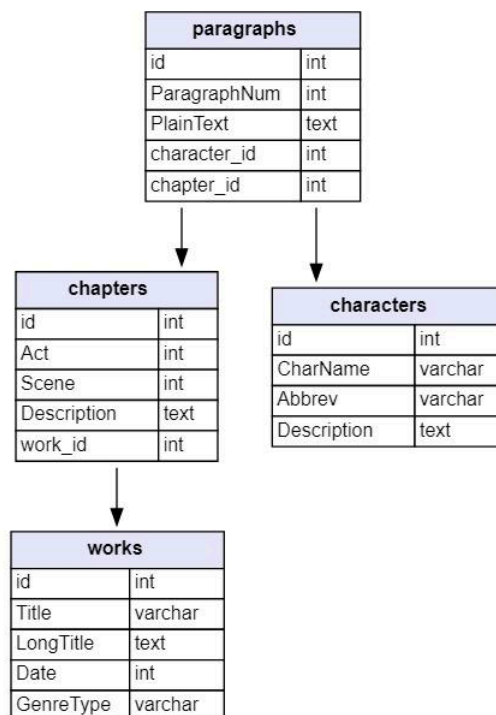 paragraphs
id int
ParagraphNum int
PlainText text
character_id int
chapter_id int
chapters
id int
Act int
Scene int
Description text
work_id int
characters
id int
CharName varchar
Abbrev varchar
Description text
works
id int
Title varchar
LongTitle text
Date int
GenreType varchar